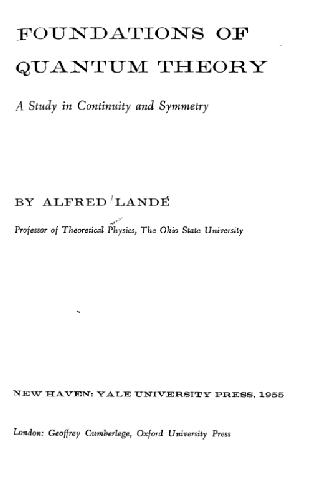 FOUNDATIONS OF
QUANTUM THEORY
A Study in Continuity and Symmetry
BY ALFRED LANDÉ
Professor of Theoretical Physics, The Ohio State University
NEW HAVEN: YALE UNIVERSITY PRESS, 1955
London: Geoffrey Cumberlege, Oxford University Press